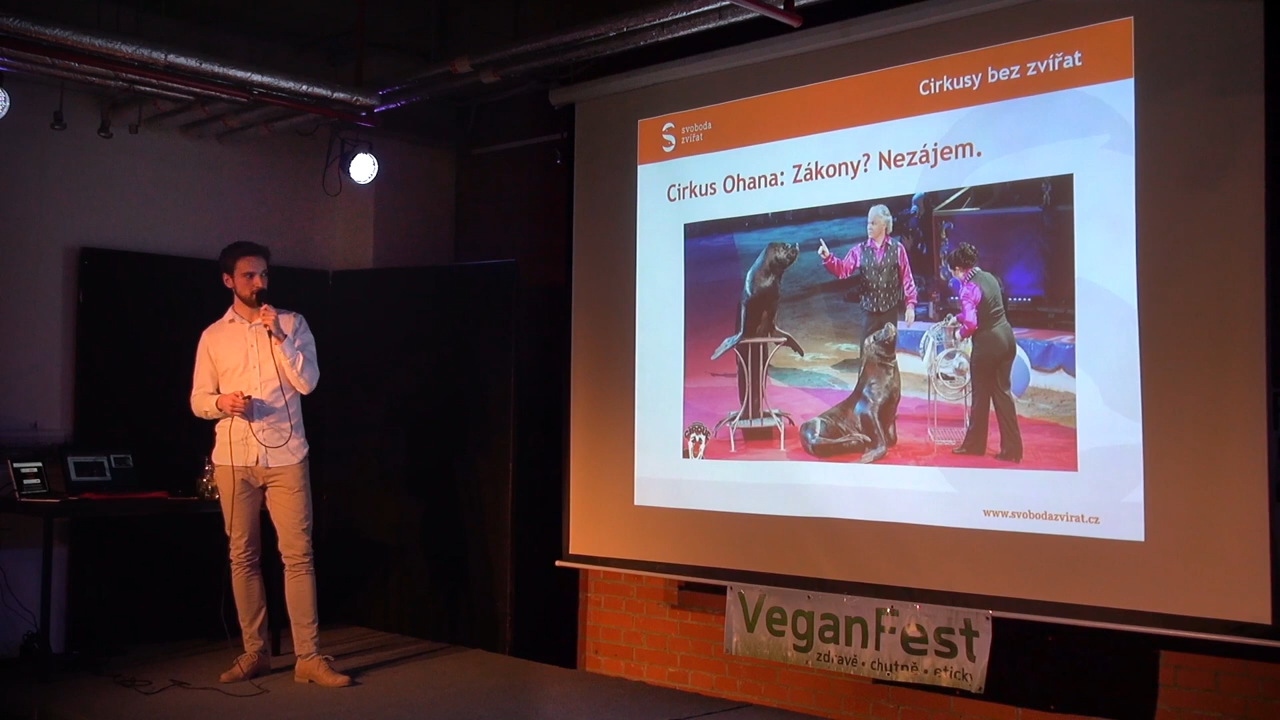 Cirkusy bez zvířat
svoboda
zvířat
Cirkus Ohana: Zákony? Nezájem.
www.svobodazvirat.cz
VeganFest
zdravě • chutně • eticky